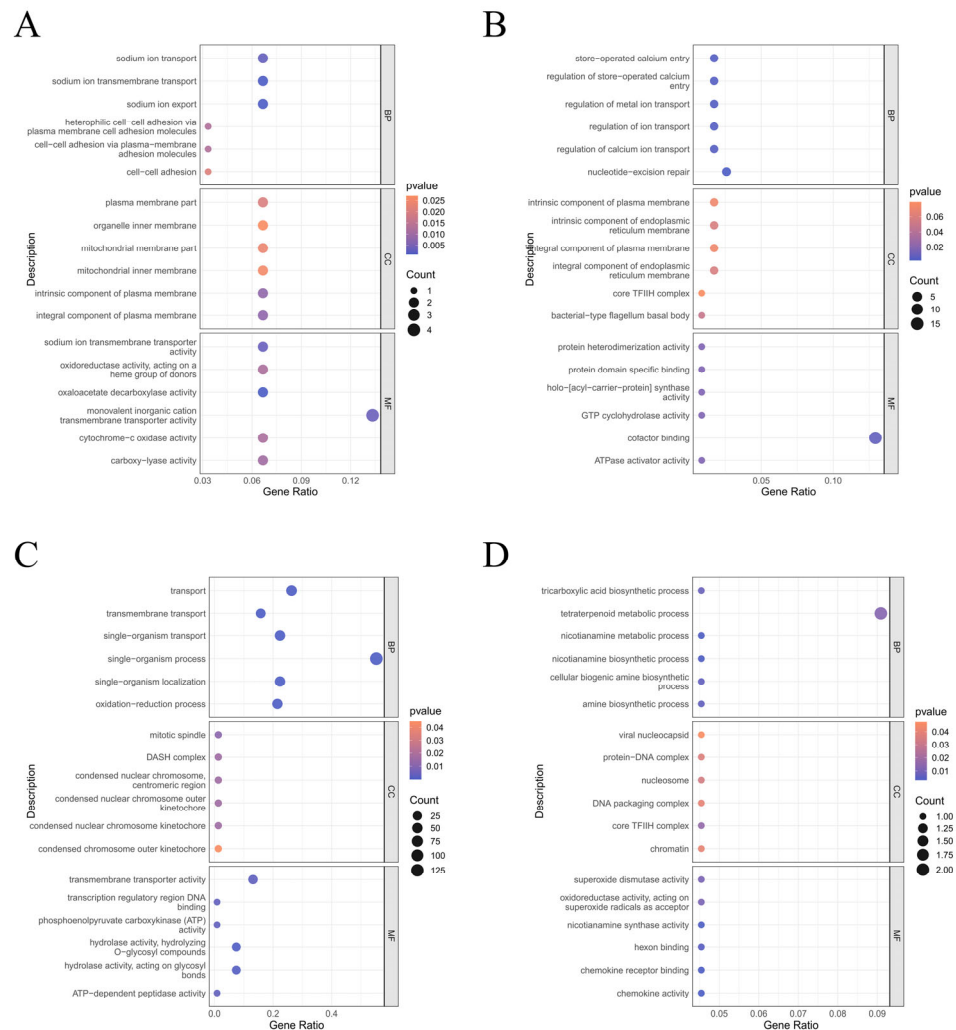 A
sodium ion transport
sodium ion transmembrane transport
sodium ion export
heterophilic cell-cell adhesion via
plasma membrane cell adhesion molecules
cell-cell adhesion via plasma-membrane
adhesion molecules
cell-cell adhesion
BP
plasma membrane part
organelle inner membrane
mitochondrial membrane part
mitochondrial inner membrane
intrinsic component of plasma membrane
integral component of plasma membrane
CC
sodium ion transmembrane transporter
activity
oxidoreductase activity, acting on a
heme group of donors
oxaloacetate decarboxylase activity
monovalent inorganic cation
transmembrane transporter activity
cytochrome-c oxidase activity
carboxy-lyase activity
MF
Description
0.03 0.06 0.09 0.12
Gene Ratio
pvalue
0.025
0.020
0.015
0.010
0.005
Count
1
2
3
4
B
store-operated calcium entry
regulation of store-operated calcium
entry
regulation of metal ion transport
regulation of ion transport
regulation of calcium ion transport
nucleotide-excision repair
BP
intrinsic component of plasma membrane
intrinsic component of endoplasmic
reticulum membrane
integral component of plasma membrane
integral component of endoplasmic
reticulum membrane
core TFIIH complex
bacterial-type flagellum basal body
CC
protein heterodimerization activity
protein domain specific binding
holo-[acyl-carrier-protein] synthase
activity
GTP cyclohydrolase activity
cofactor binding
ATPase activator activity
MF
Description
0.05 0.10
Gene Ratio
pvalue
0.06
0.04
0.02
Count
5
10
15
C
transport
transmembrane transport
single-organism transport
single-organism process
single-organism localization
oxidation-reduction process
BP
mitotic spindle
DASH complex
condensed nuclear chromosome,
centromeric region
condensed nuclear chromosome outer
kinetochore
condensed nuclear chromosome kinetochore
condensed chromosome outer kinetochore
CC
transmembrane transporter activity
transcription regulatory region DNA
binding
phosphoenolpyruvate carboxykinase (ATP)
activity
hydrolase activity, hydrolyzing
O-glycosyl compounds
hydrolase activity, acting on glycosyl
bonds
ATP-dependent peptidase activity
MF
Description
0.0 0.2 0.4
Gene Ratio
pvalue
0.04
0.03
0.02
0.01
Count
25
50
75
100
125
D
tricarboxylic acid biosynthetic process
tetraterpenoid metabolic process
nicotianamine metabolic process
nicotianamine biosynthetic process
cellular biogenic amine biosynthetic
process
amine biosynthetic process
BP
viral nucleocapsid
protein-DNA complex
nucleosome
DNA packaging complex
core TFIIH complex
chromatin
CC
superoxide dismutase activity
oxidoreductase activity, acting on
superoxide radicals as acceptor
nicotianamine synthase activity
hexon binding
chemokine receptor binding
chemokine activity
MF
Description
0.05 0.06 0.07 0.08 0.09
Gene Ratio
pvalue
0.04
0.03
0.02
0.01
Count
1.00
1.25
1.50
1.75
2.00